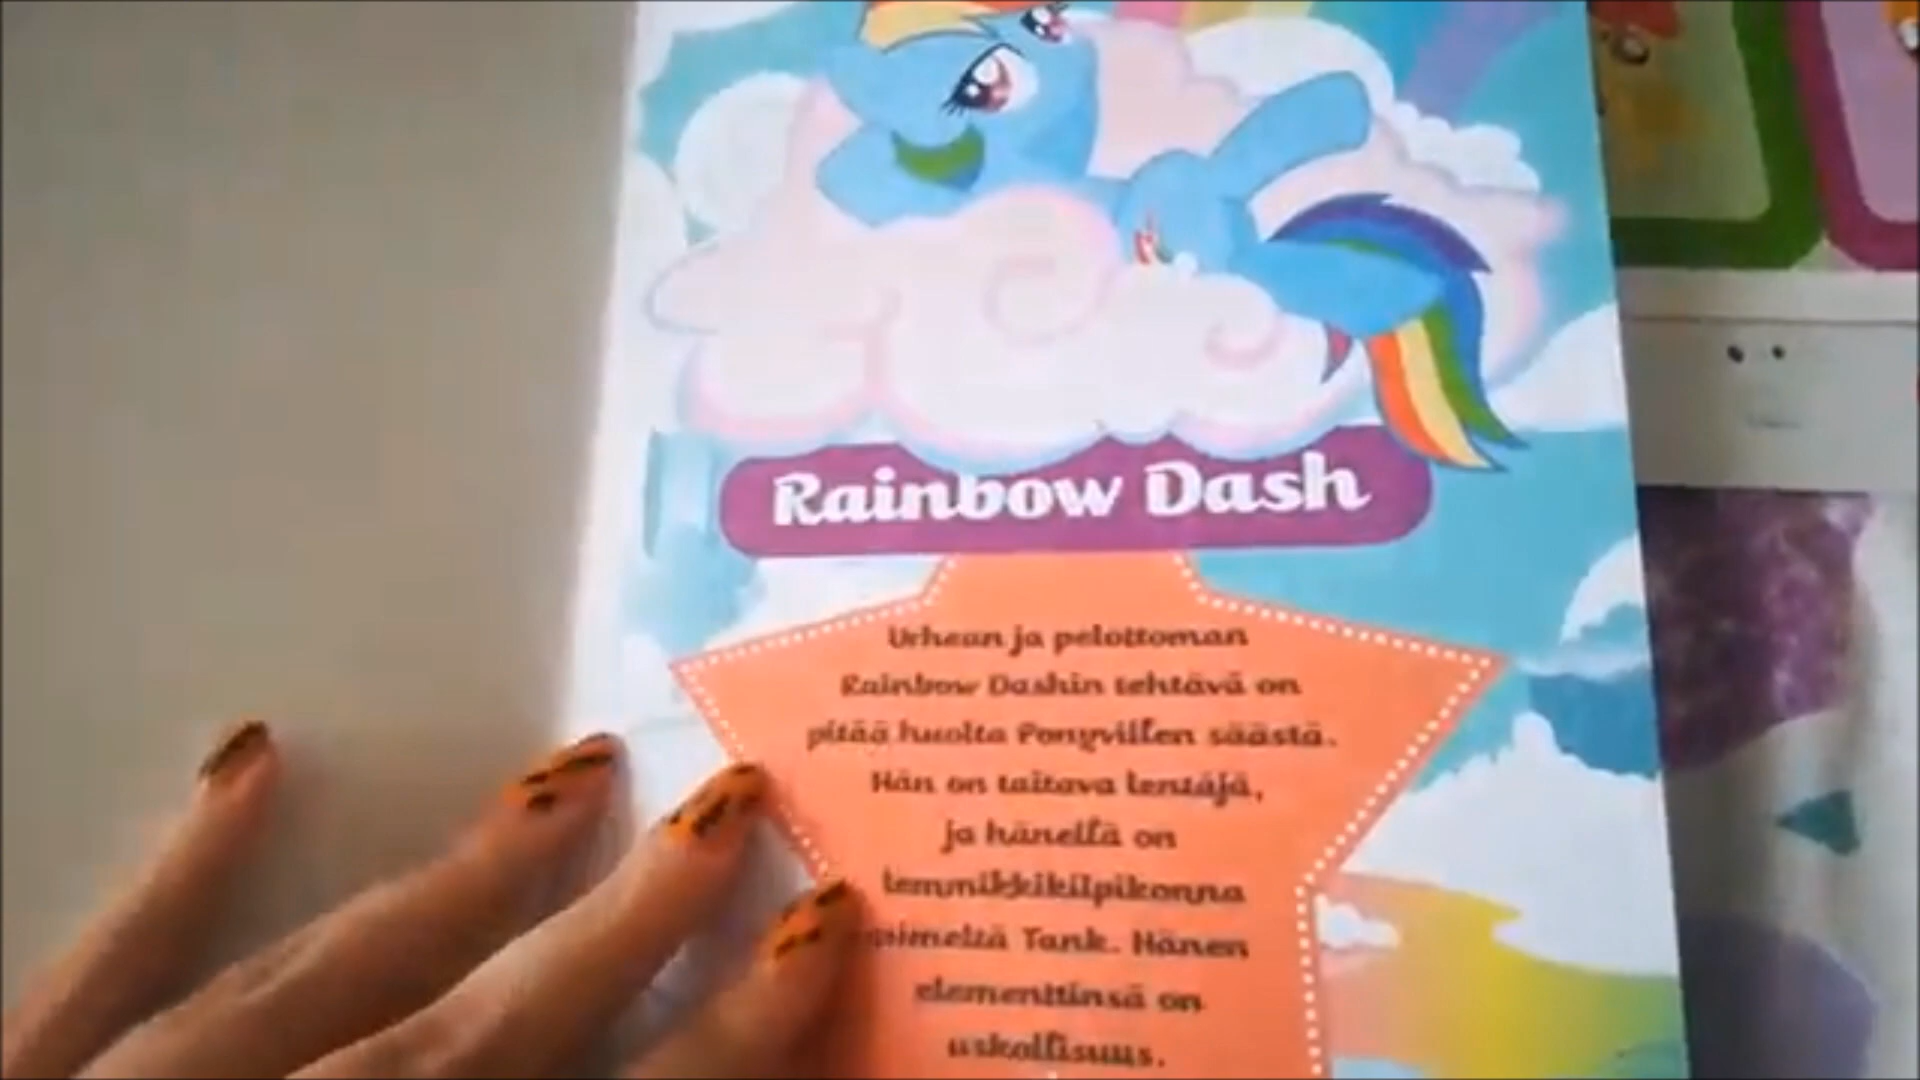 Rainbow Dash
Urhean ja pelottoman
Rainbow Dashin tehtävä on
pitää huolta Ponyvillen säästä.
Hän on taitava lentäjä,
ja hänellä on
lemmikkikilpikonna
nimeltä Tank. Hänen
elementtinsä on
uskollisuus.